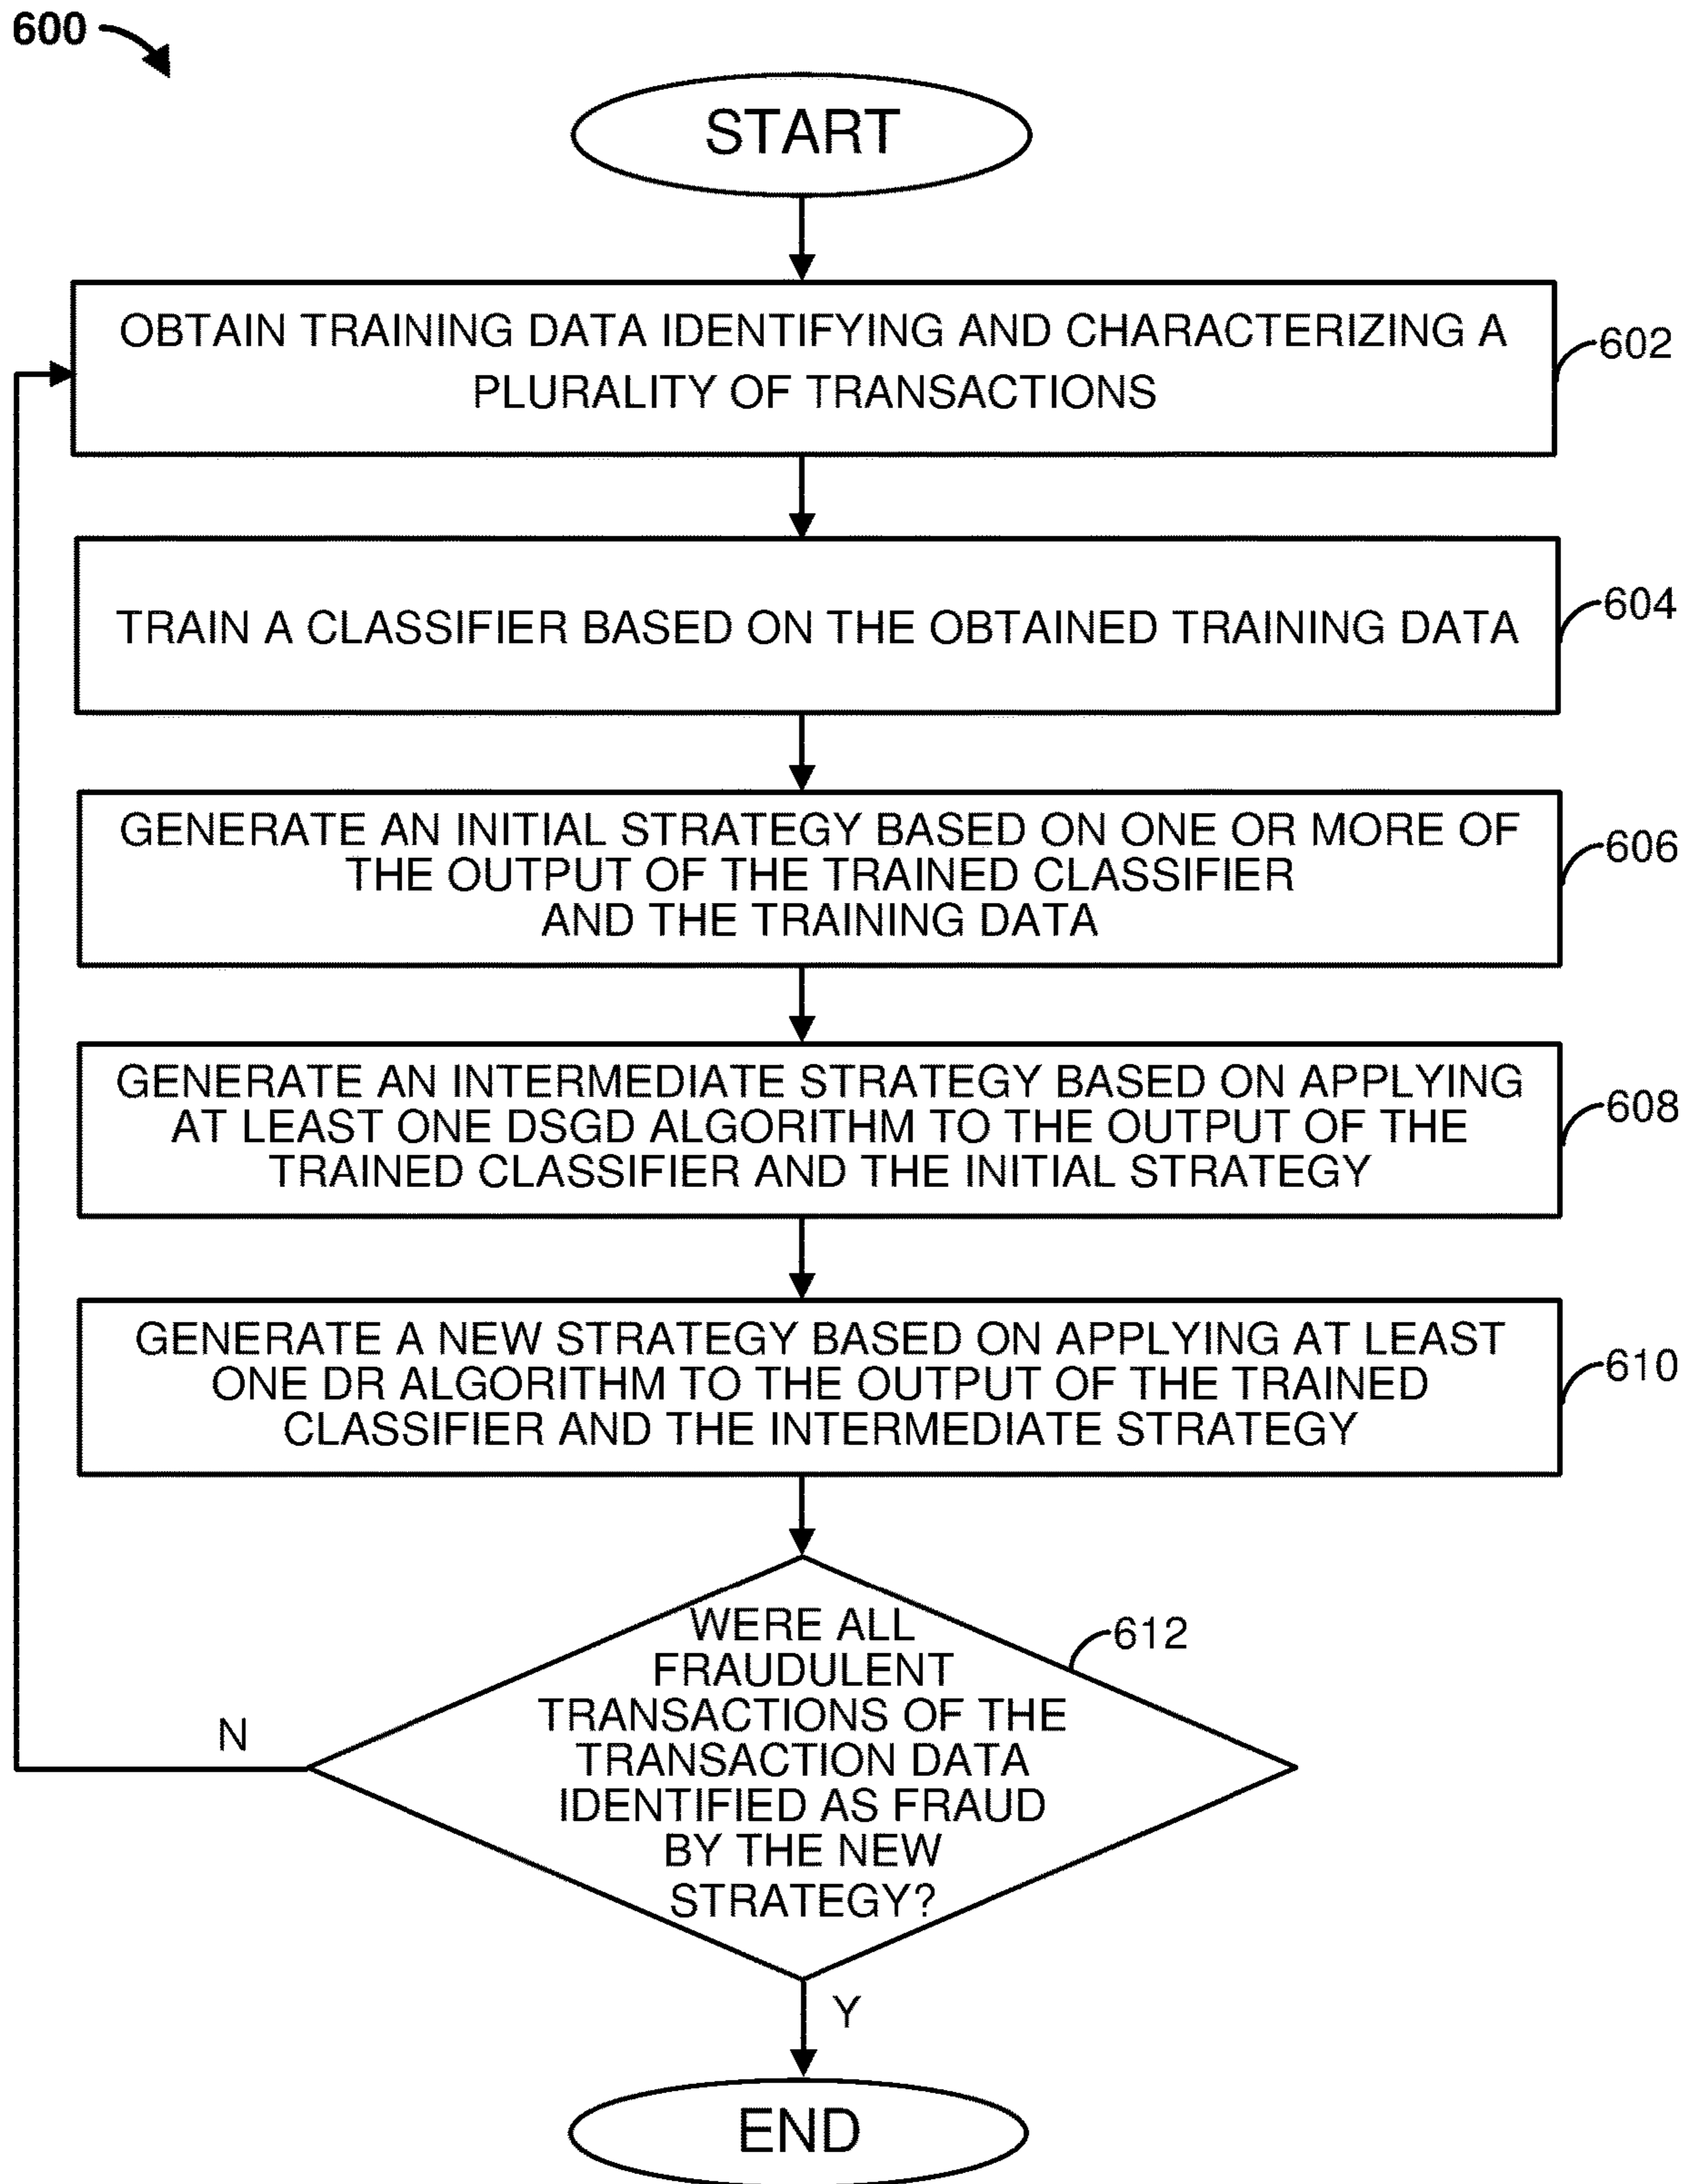 600
START
OBTAIN TRAINING DATA IDENTIFYING AND CHARACTERIZING A
PLURALITY OF TRANSACTIONS
602
TRAIN A CLASSIFIER BASED ON THE OBTAINED TRAINING DATA
604
GENERATE AN INITIAL STRATEGY BASED ON ONE OR MORE OF
THE OUTPUT OF THE TRAINED CLASSIFIER
AND THE TRAINING DATA
606
GENERATE AN INTERMEDIATE STRATEGY BASED ON APPLYING
AT LEAST ONE DSGD ALGORITHM TO THE OUTPUT OF THE
TRAINED CLASSIFIER AND THE INITIAL STRATEGY
608
GENERATE A NEW STRATEGY BASED ON APPLYING AT LEAST
ONE DR ALGORITHM TO THE OUTPUT OF THE TRAINED
CLASSIFIER AND THE INTERMEDIATE STRATEGY
610
WERE ALL
FRAUDULENT
TRANSACTIONS OF THE
TRANSACTION DATA
IDENTIFIED AS FRAUD
BY THE NEW
STRATEGY?
612
N
Y
END